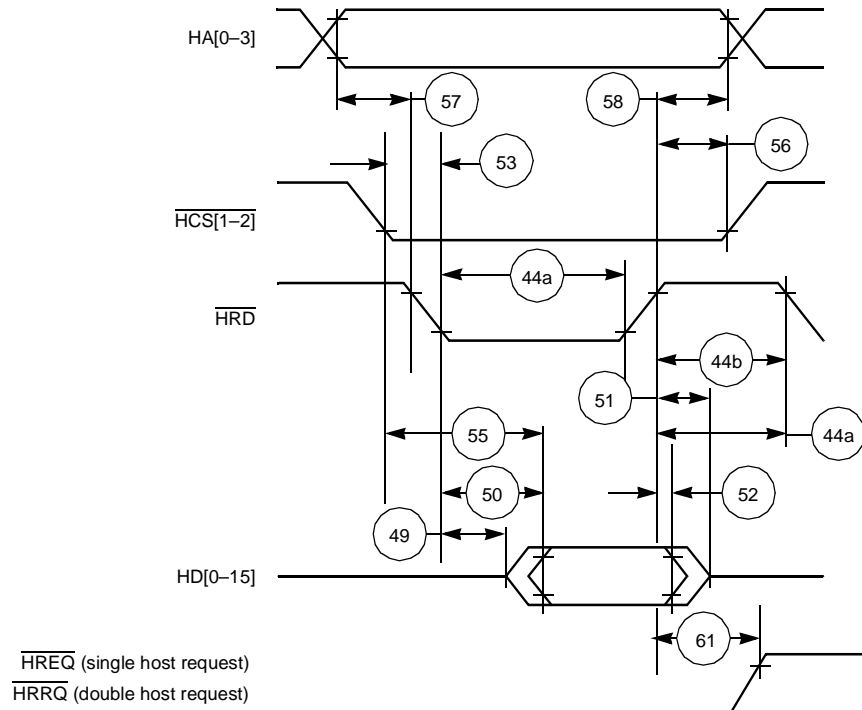 HA[0–3]
57
58
53
56
HCS[1–2]
44a
HRD
44b
51
44a
55
50
52
49
HD[0–15]
61
HREQ (single host request)
HRRQ (double host request)